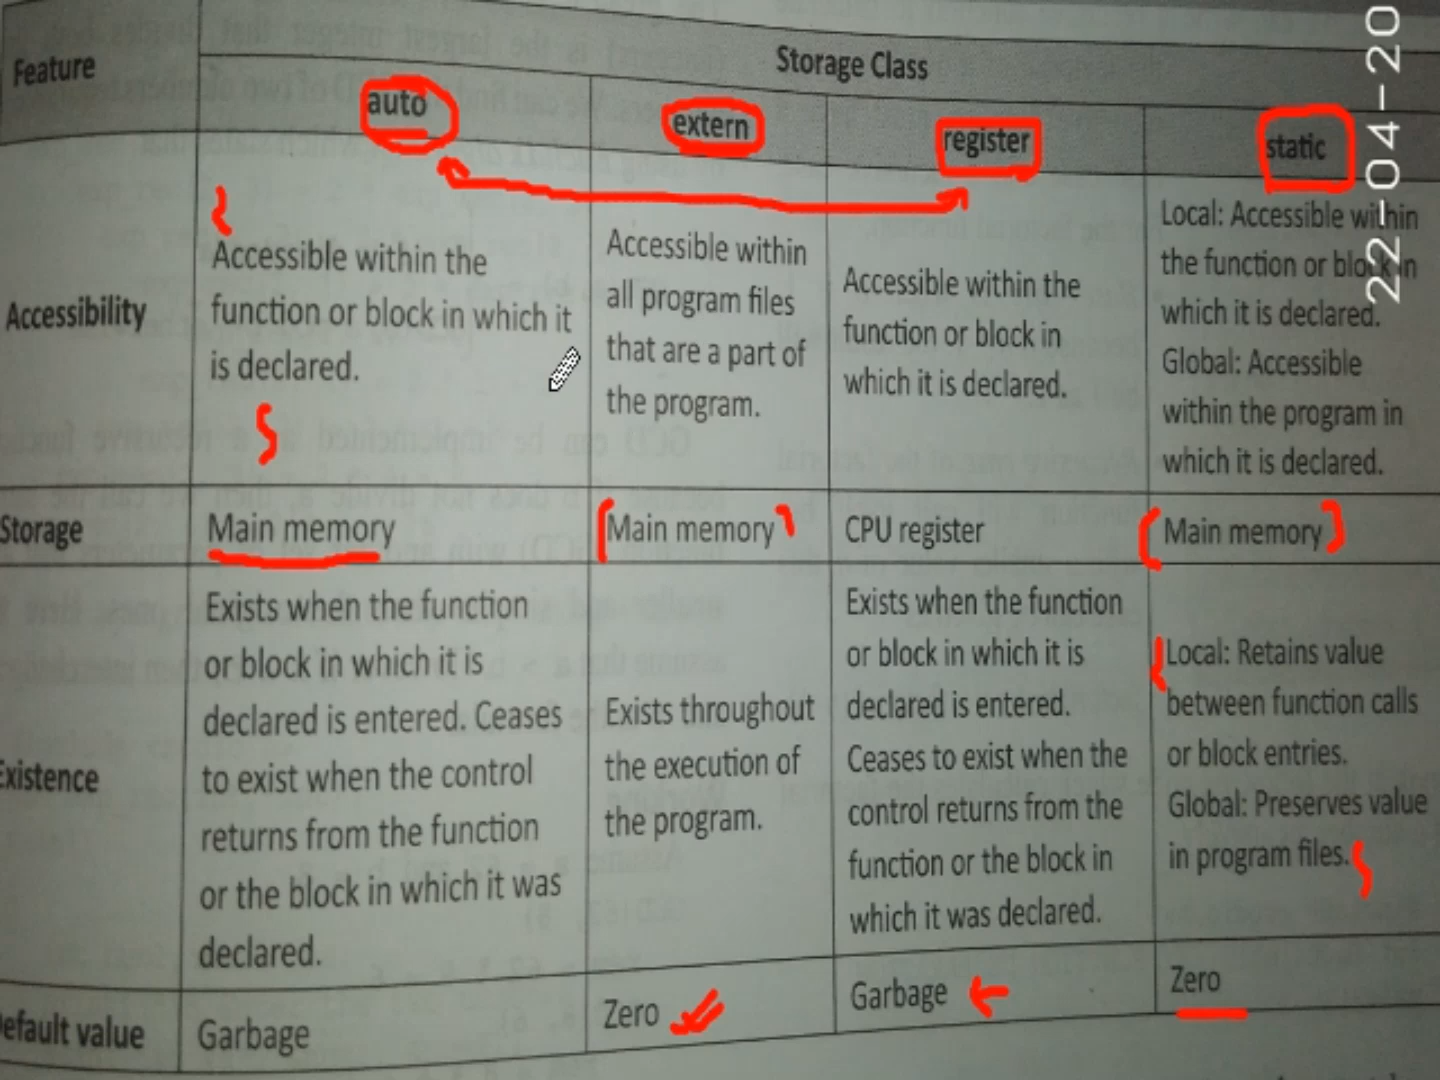 Feature
Storage Class
auto
extern
register
static
Accessibility
Accessible within the
function or block in which it
is declared.
Accessible within
all program files
that are a part of
the program.
Accessible within the
function or block in
which it is declared.
Local: Accessible within
the function or block in
which it is declared.
Global: Accessible
within the program in
which it is declared.
Storage
Main memory
Main memory
CPU register
Main memory
Existence
Exists when the function
or block in which it is
declared is entered. Ceases
to exist when the control
returns from the function
or the block in which it was
declared.
Exists throughout
the execution of
the program.
Exists when the function
or block in which it is
declared is entered.
Ceases to exist when the
control returns from the
function or the block in
which it was declared.
Local: Retains value
between function calls
or block entries.
Global: Preserves value
in program files.
efault value
Garbage
Zero
Garbage
Zero
22-04-20